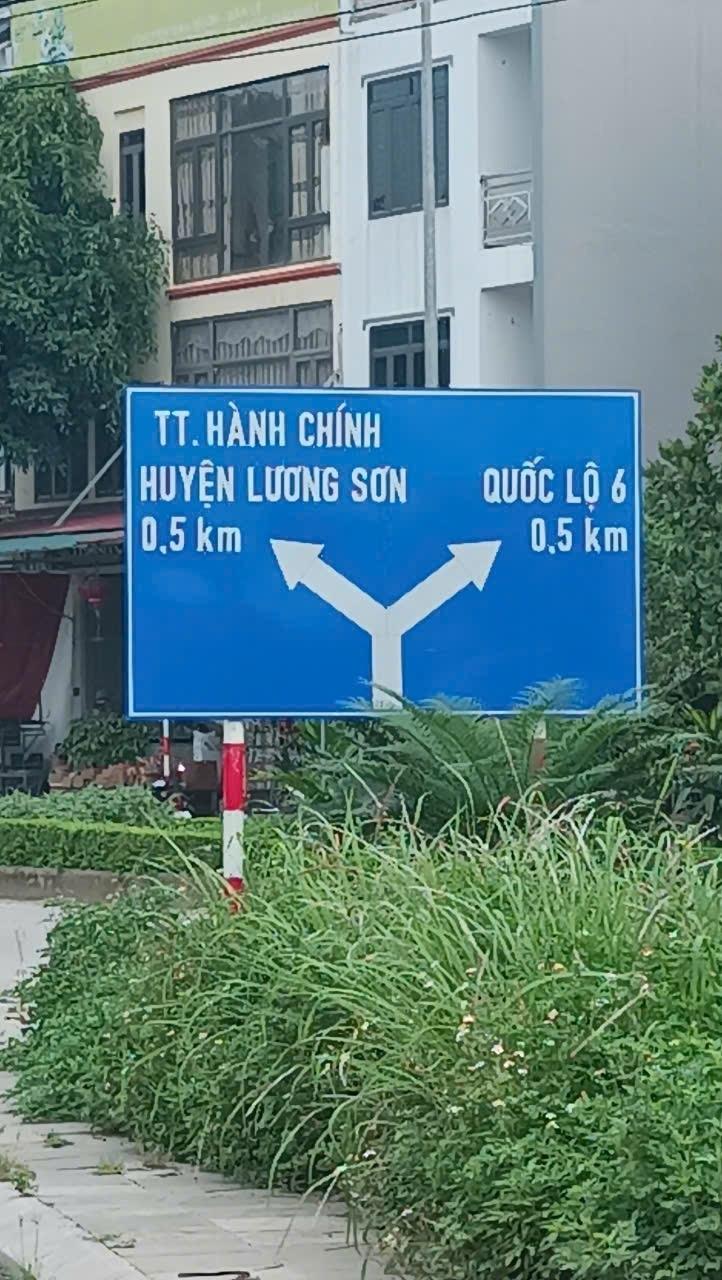 TT. HÀNH CHÍNH
HUYỆN LƯƠNG SƠN
0,5 km
QUỐC LỘ 6
0,5 km